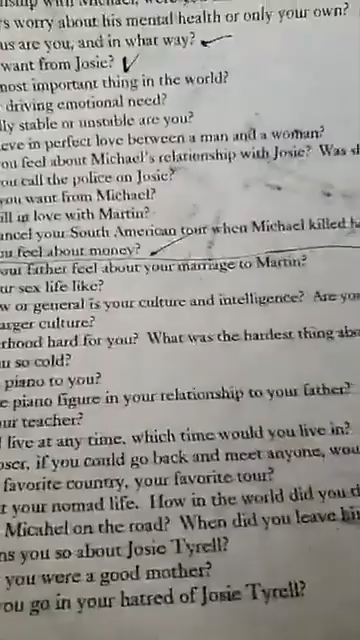 with Michael, were
s worry about his mental health or only your own?
us are you, and in what way?
want from Josie?
nost important thing in the world?
driving emotional need?
lly stable or unstable are you?
eve in perfect love between a man and a woman?
ou feel about Michael's relationship with Josie? Was sh
ou call the police on Josie?
you want from Michael?
ill in love with Martin?
ancel your South American tour when Michael killed h
u feel about money?
our father feel about your marriage to Martin?
ur sex life like?
w or general is your culture and intelligence? Are you
arger culture?
rhood hard for you? What was the hardest thing abo
u so cold?
piano to you?
e piano figure in your relationship to your father?
ur teacher?
l live at any time, which time would you live in?
oser, if you could go back and meet anyone, wou
favorite country, your favorite tour?
t your nomad life. How in the world did you
Micahel on the road? When did you leave hi
ns you so about Josie Tyrell?
you were a good mother?
ou go in your hatred of Josie Tyrell?